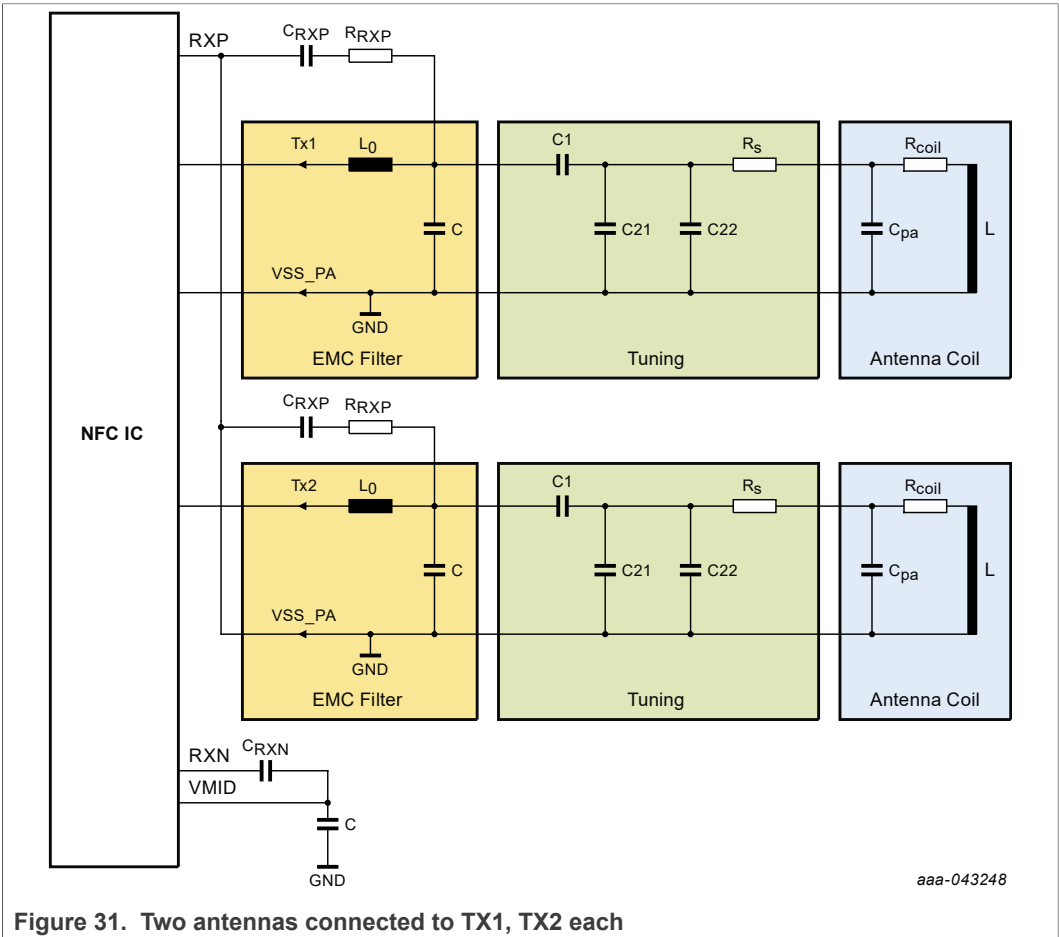 RXP
CRXP RRXP
Tx1 L0
C
VSS_PA
GND
EMC Filter
C1 Rs
C21 C22
Tuning
Rcoil
Cpa L
Antenna Coil
NFC IC
CRXP RRXP
Tx2 L0
C
VSS_PA
GND
EMC Filter
C1 Rs
C21 C22
Tuning
Rcoil
Cpa L
Antenna Coil
RXN CRXN
VMID
C
GND
aaa-043248
Figure 31. Two antennas connected to TX1, TX2 each